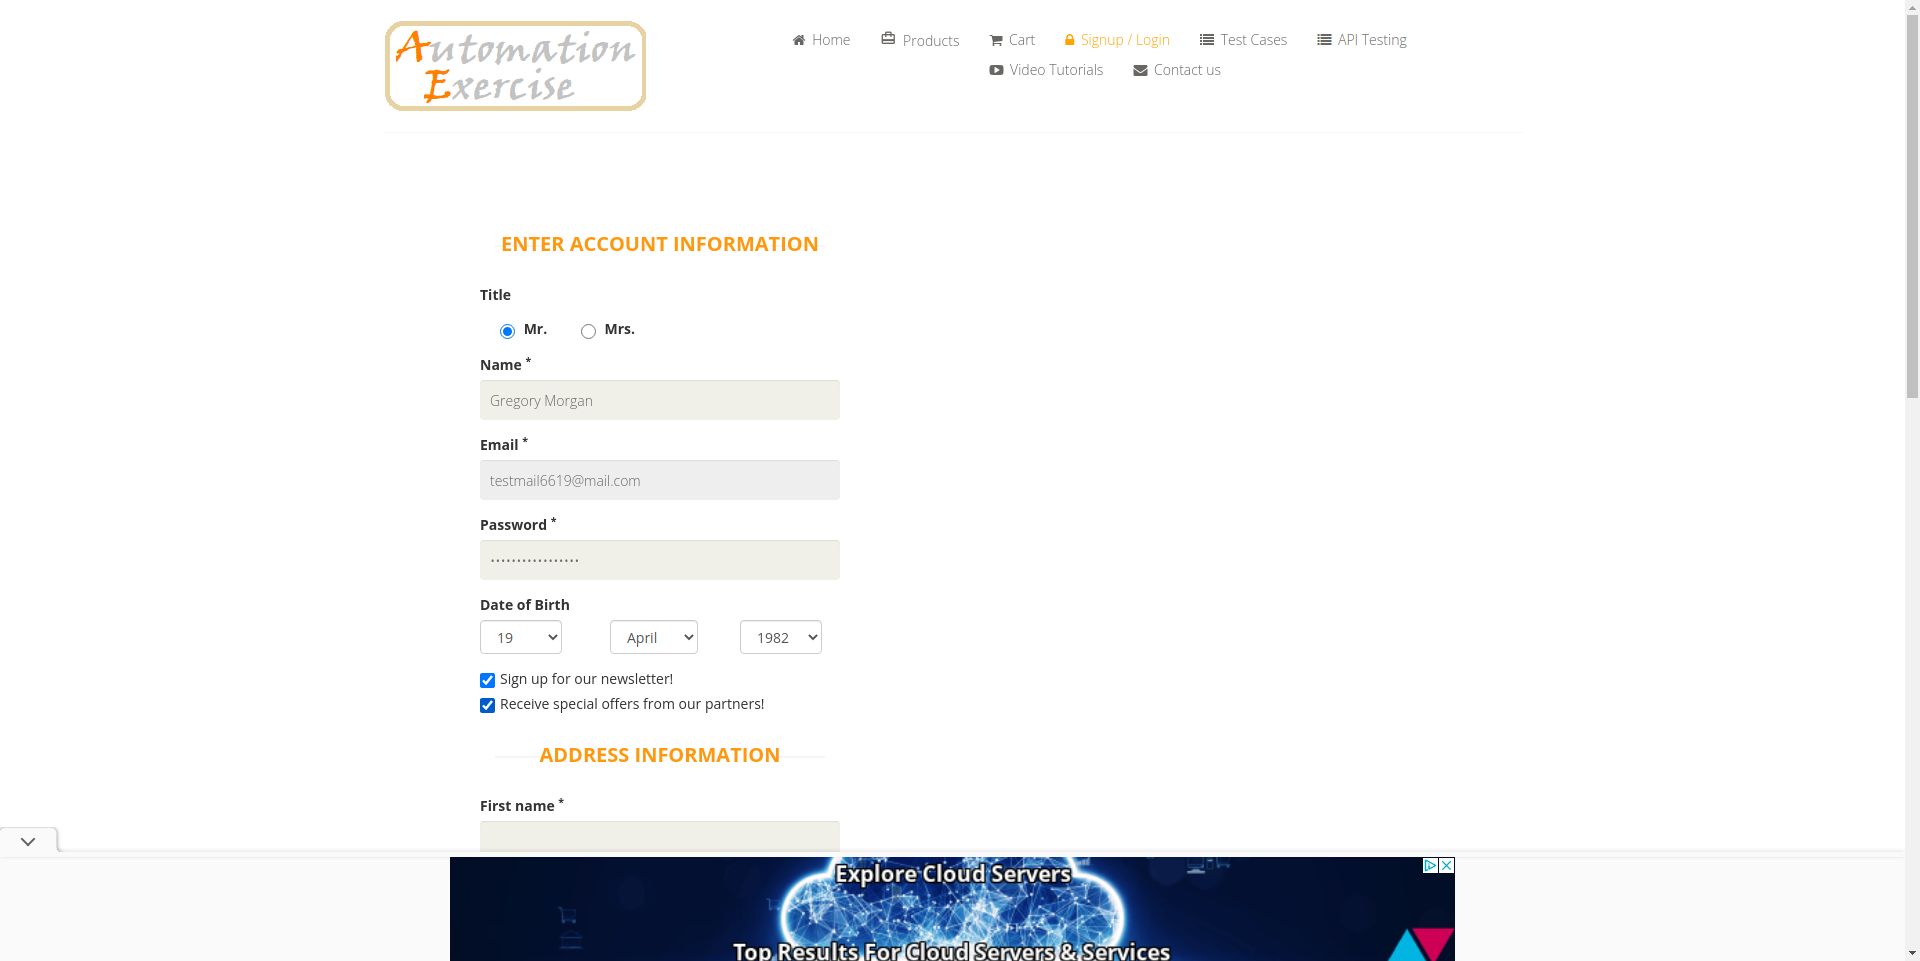 Automation
Exercise
Home
Products
Cart
Signup / Login
Test Cases
API Testing
Video Tutorials
Contact us
ENTER ACCOUNT INFORMATION
Title
Mr.
Mrs.
Name *
Gregory Morgan
Email *
testmail6619@mail.com
Password *
•••••••••••••••••
Date of Birth
19
April
1982
Sign up for our newsletter!
Receive special offers from our partners!
ADDRESS INFORMATION
First name *
Explore Cloud Servers
Top Results For Cloud Servers & Services